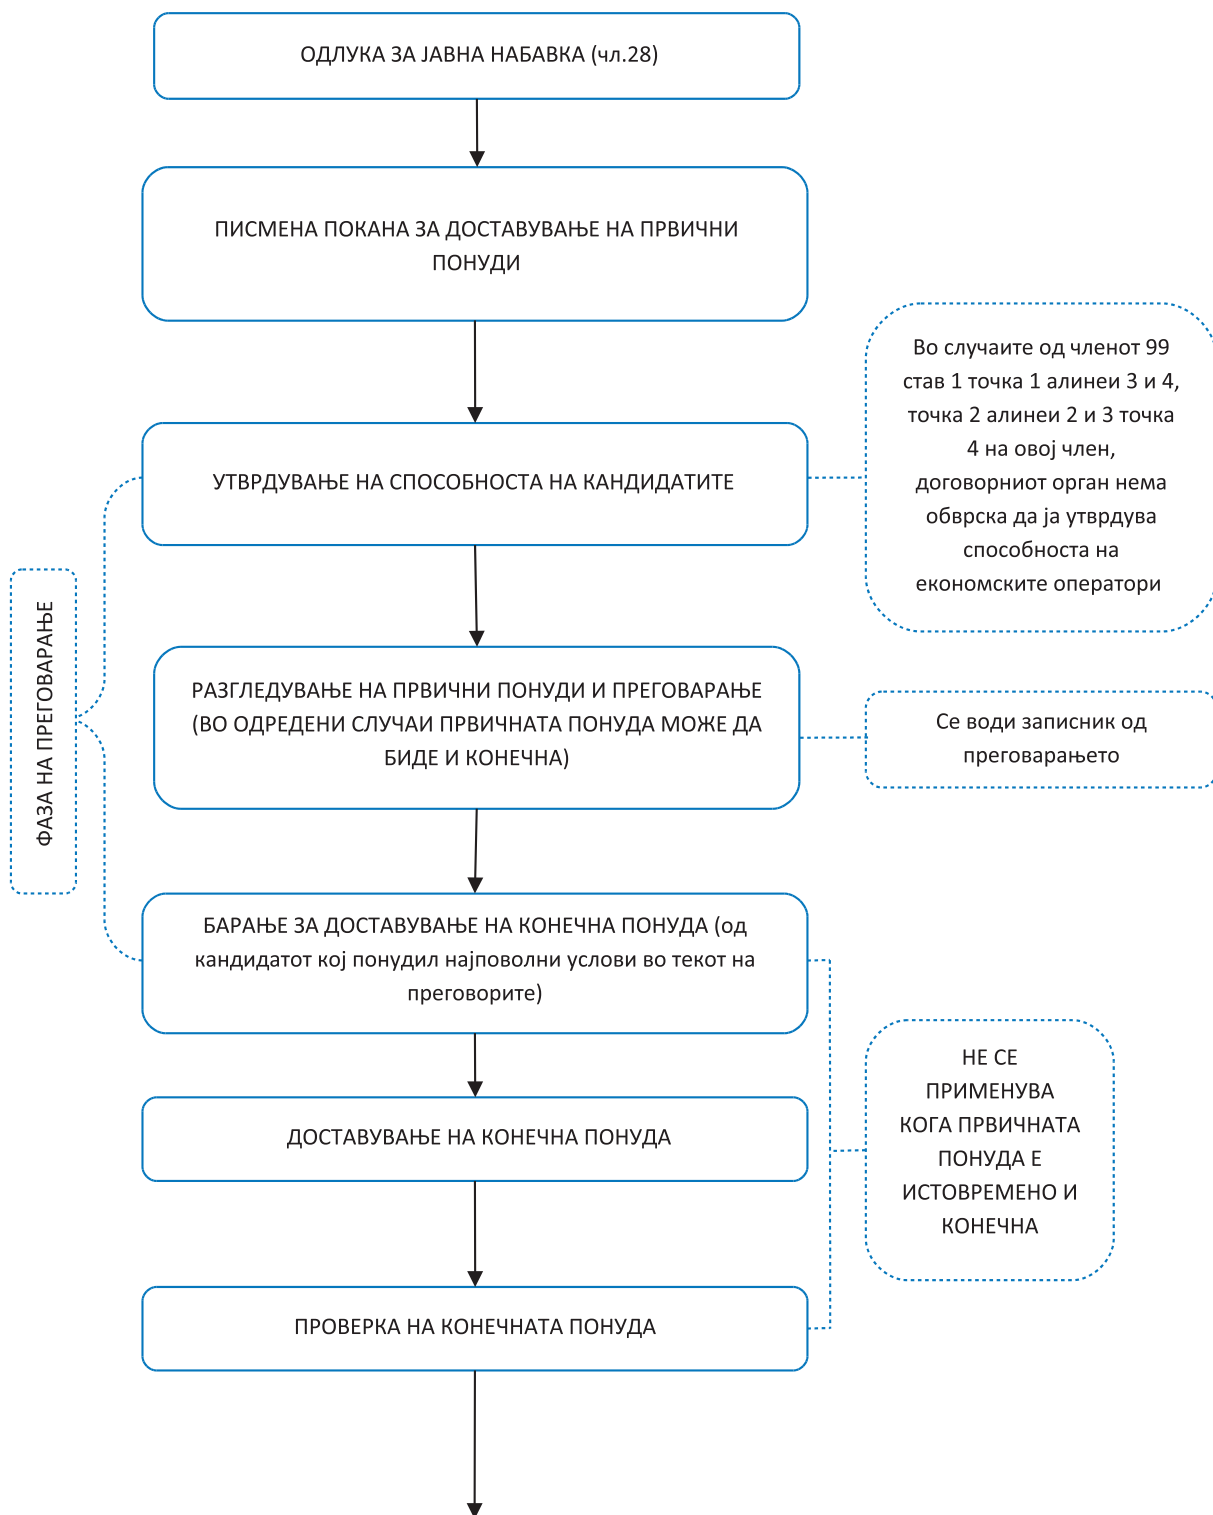 ОДЛУКА ЗА ЈАВНА НАБАВКА (чл.28)
ПИСМЕНА ПОКАНА ЗА ДОСТАВУВАЊЕ НА ПРВИЧНИ
ПОНУДИ
Во случаите од членот 99
став 1 точка 1 алинеи 3 и 4,
точка 2 алинеи 2 и 3 точка
4 на овој член,
договорниот орган нема
обврска да ја утврдува
способноста на
економските оператори
УТВРДУВАЊЕ НА СПОСОБНОСТА НА КАНДИДАТИТЕ
ФАЗА НА ПРЕГОВАРАЊЕ
РАЗГЛЕДУВАЊЕ НА ПРВИЧНИ ПОНУДИ И ПРЕГОВАРАЊЕ
(ВО ОДРЕДЕНИ СЛУЧАИ ПРВИЧНАТА ПОНУДА МОЖЕ ДА
БИДЕ И КОНЕЧНА)
Се води записник од
преговарањето
БАРАЊЕ ЗА ДОСТАВУВАЊЕ НА КОНЕЧНА ПОНУДА (од
кандидатот кој понудил најповолни услови во текот на
преговорите)
ДОСТАВУВАЊЕ НА КОНЕЧНА ПОНУДА
НЕ СЕ
ПРИМЕНУВА
КОГА ПРВИЧНАТА
ПОНУДА Е
ИСТОВРЕМЕНО И
КОНЕЧНА
ПРОВЕРКА НА КОНЕЧНАТА ПОНУДА